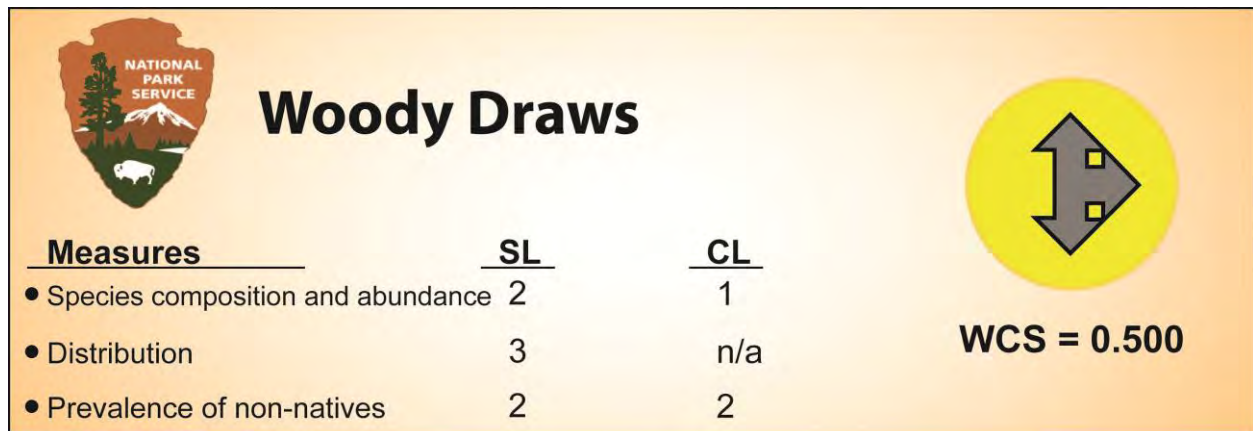 NATIONAL
PARK
SERVICE
Woody Draws
Measures SL CL
• Species composition and abundance 2 1
• Distribution 3 n/a
• Prevalence of non-natives 2 2
WCS = 0.500